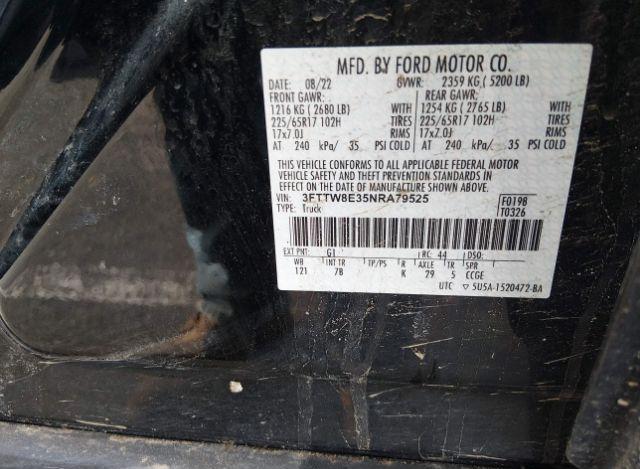 MFD. BY FORD MOTOR CO.
DATE: 08/22 GVWR: 2359 KG ( 5200 LB)
FRONT GAWR: REAR GAWR:
1216 KG ( 2680 LB) WITH 1254 KG ( 2765 LB) WITH
225/65R17 102H TIRES 225/65R17 102H TIRES
17x7.0J RIMS 17x7.0J RIMS
AT 240 kPa/ 35 PSI COLD AT 240 kPa/ 35 PSI COLD
THIS VEHICLE CONFORMS TO ALL APPLICABLE FEDERAL MOTOR
VEHICLE SAFETY AND THEFT PREVENTION STANDARDS IN
EFFECT ON THE DATE OF MANUFACTURE SHOWN ABOVE.
VIN: 3FTTW8E35NRA79525 F0198
TYPE: Truck T0326
EXT PNT: G1 RC: 44 DSO:
WB INT TR TP/PS R AXLE TR SPR
121 7B K 29 5 CCGE
UTC ▽ 5U5A-1520472-BA